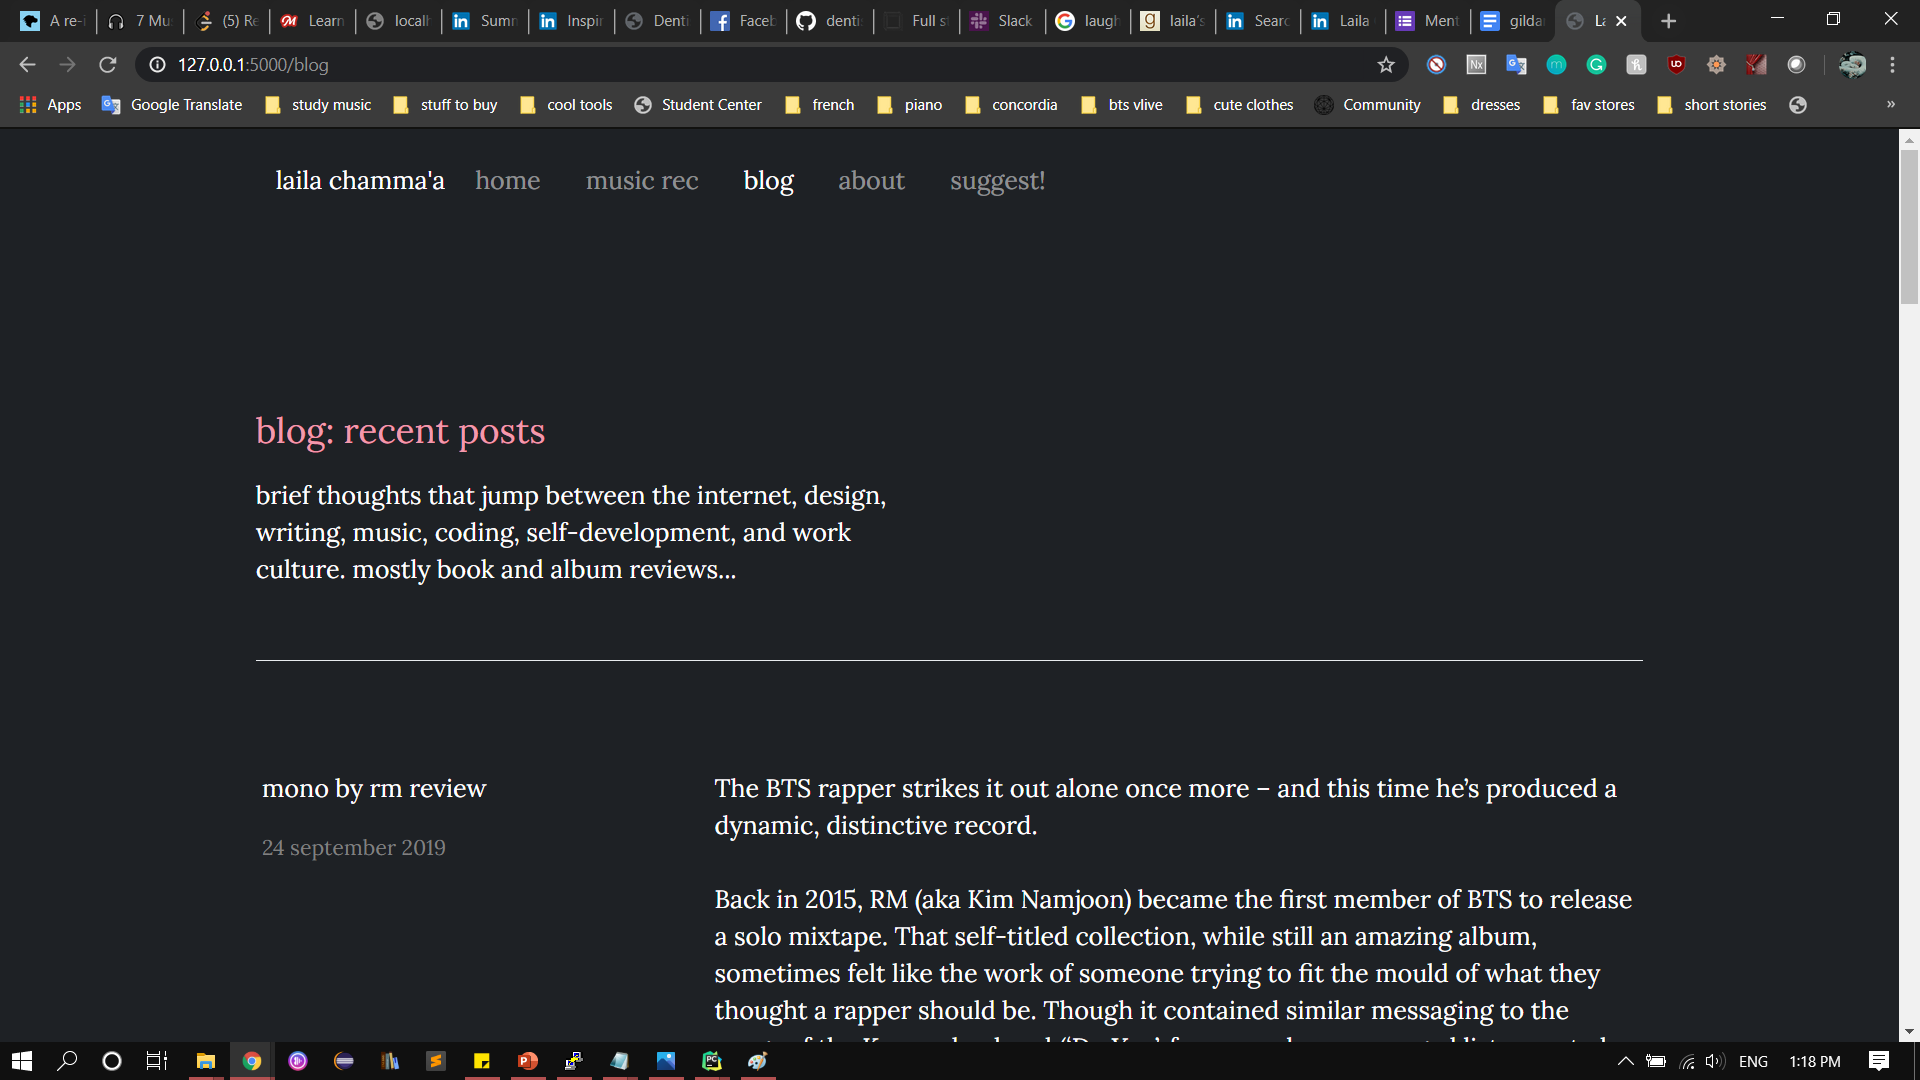 A re-i
7 Mu
(5) Re
Learn
localh
Summ
Inspir
Denti
Faceb
denti
Full st
Slack
laugh
laila's
Searc
Laila
Ment
gilda
La
127.0.0.1:5000/blog
Apps
Google Translate
study music
stuff to buy
cool tools
Student Center
french
piano
concordia
bts vlive
cute clothes
Community
dresses
fav stores
short stories
»
laila chamma'a
home
music rec
blog
about
suggest!
blog: recent posts
brief thoughts that jump between the internet, design,
writing, music, coding, self-development, and work
culture. mostly book and album reviews...
mono by rm review
24 september 2019
The BTS rapper strikes it out alone once more – and this time he’s produced a
dynamic, distinctive record.
Back in 2015, RM (aka Kim Namjoon) became the first member of BTS to release
a solo mixtape. That self-titled collection, while still an amazing album,
sometimes felt like the work of someone trying to fit the mould of what they
thought a rapper should be. Though it contained similar messaging to the
ENG
1:18 PM